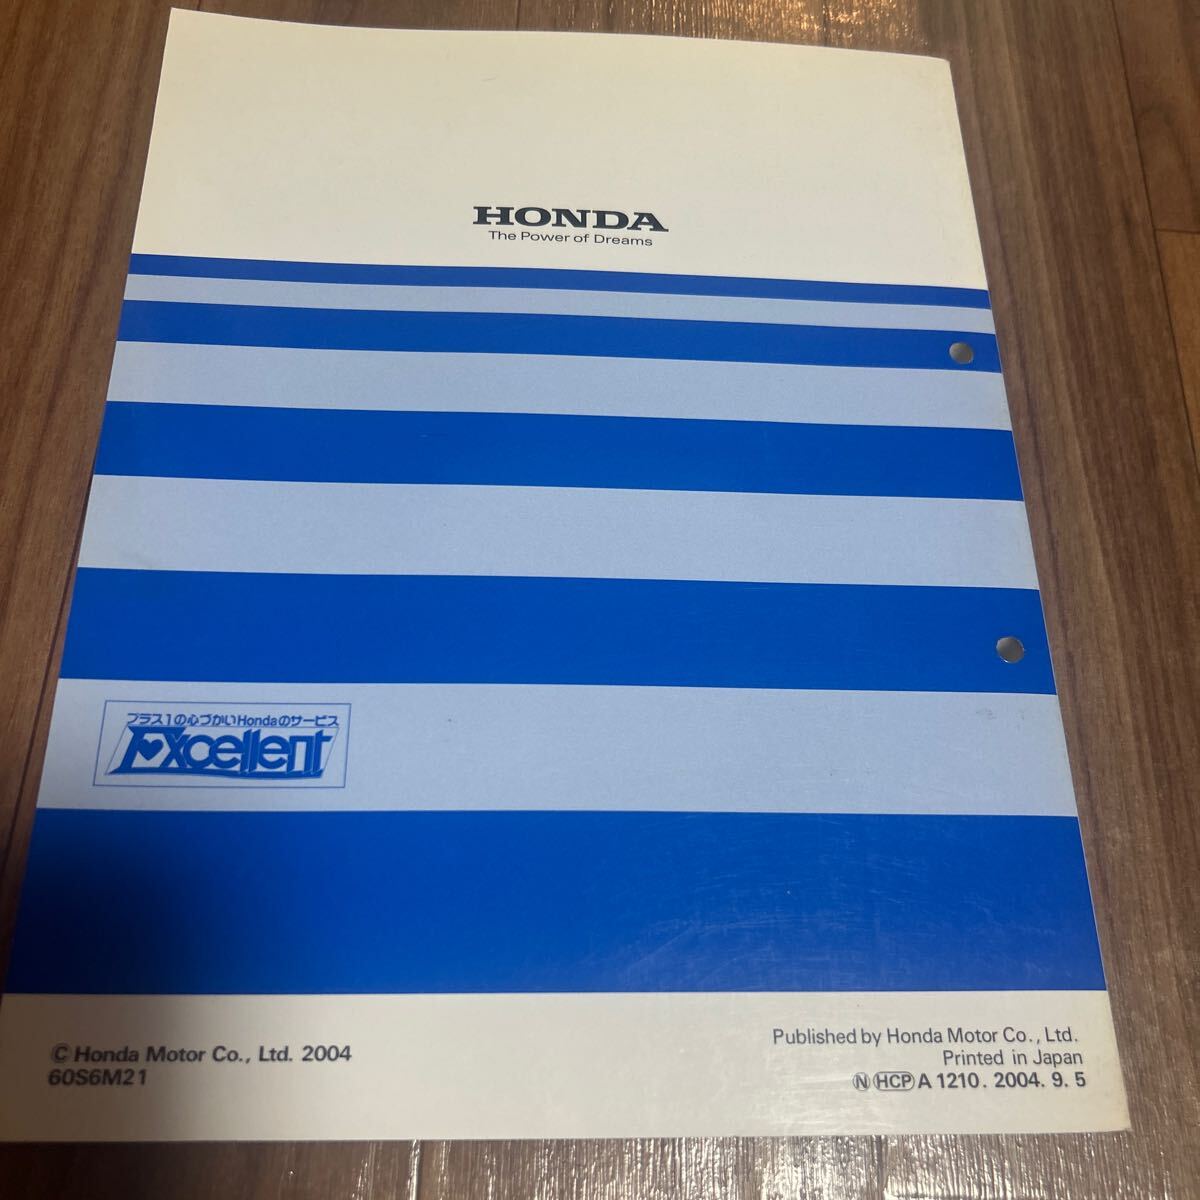 HONDA
The Power of Dreams
プラス1の心づかいHondaのサービス
Excellent
© Honda Motor Co., Ltd. 2004
60S6M21
Published by Honda Motor Co., Ltd.
Printed in Japan
Ⓝ HCP A 1210. 2004. 9. 5